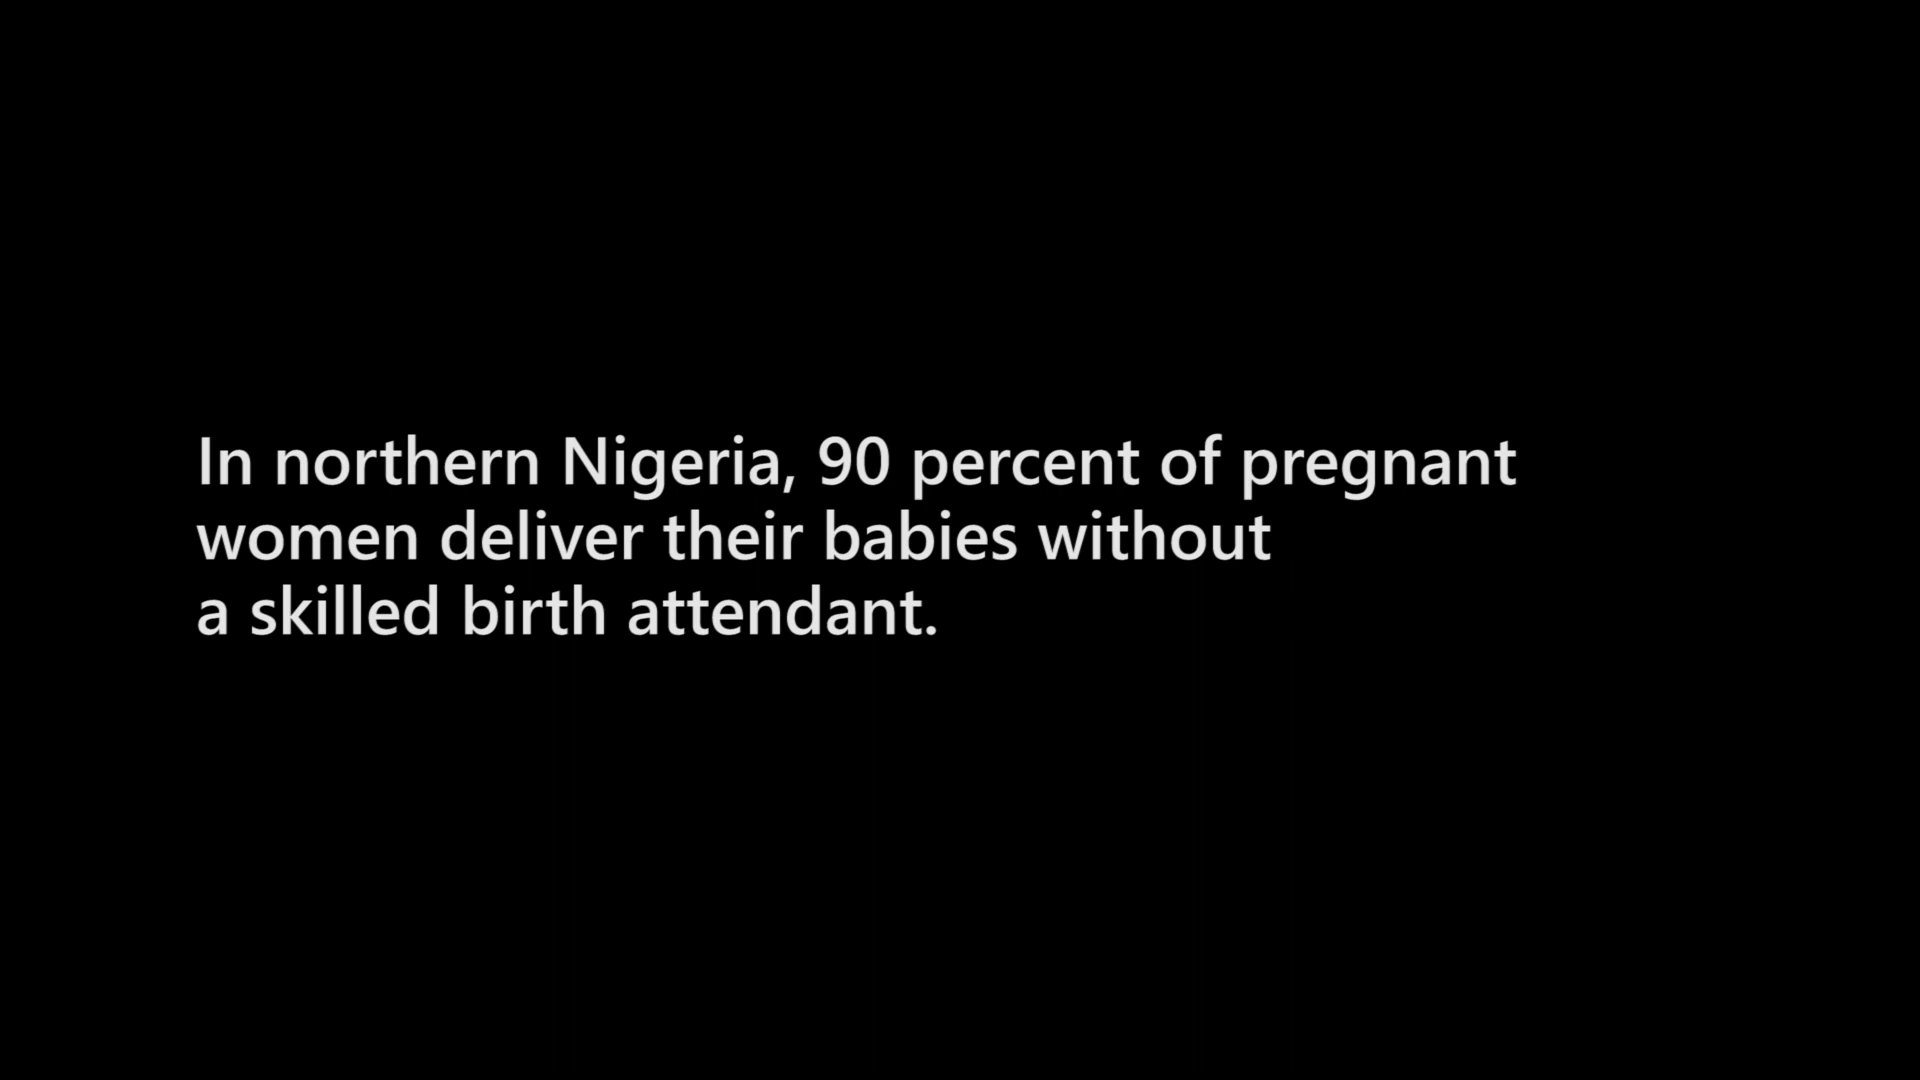 In northern Nigeria, 90 percent of pregnant
women deliver their babies without
a skilled birth attendant.